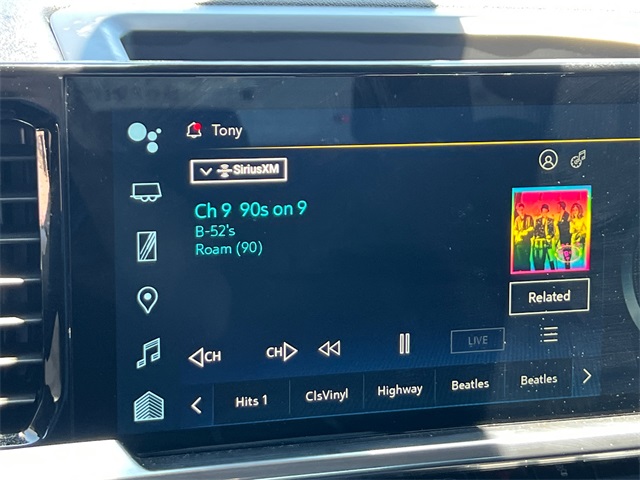 Tony
SiriusXM
Ch 9 90s on 9
B-52's
Roam (90)
Related
CH
CH
LIVE
Hits 1
ClsVinyl
Highway
Beatles
Beatles